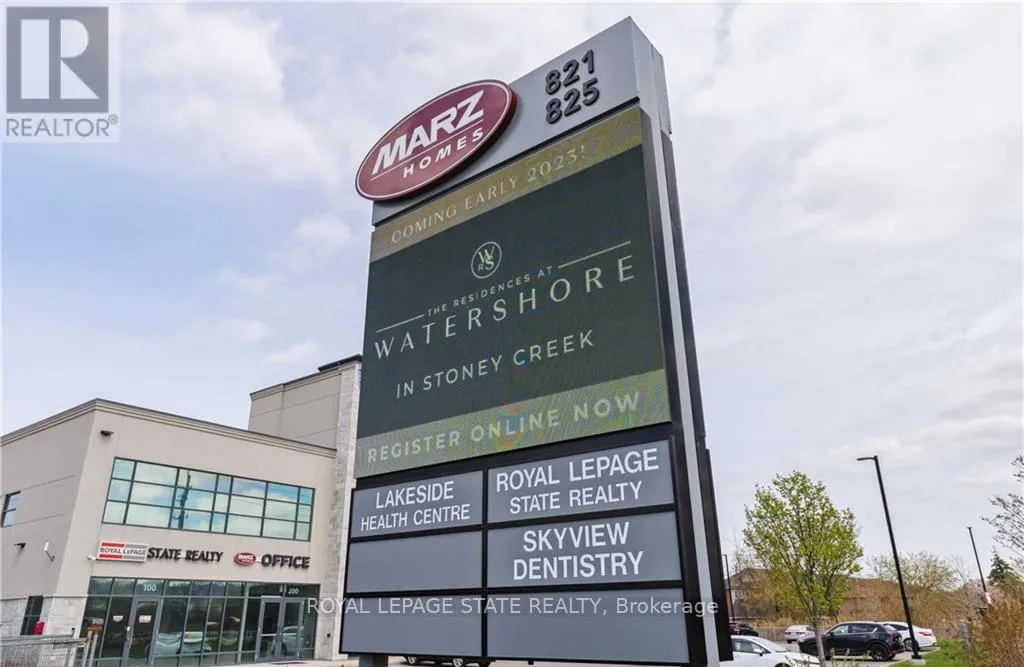 REALTOR®
821
825
MARZ
HOMES
COMING EARLY 2023!
WRS
THE RESIDENCES AT
WATERSHORE
IN STONEY CREEK
REGISTER ONLINE NOW
LAKESIDE
HEALTH CENTRE
ROYAL LEPAGE
STATE REALTY
SKYVIEW
DENTISTRY
ROYAL LEPAGE STATE REALTY MARZ HOMES OFFICE
100
200
ROYAL LEPAGE STATE REALTY, Brokerage